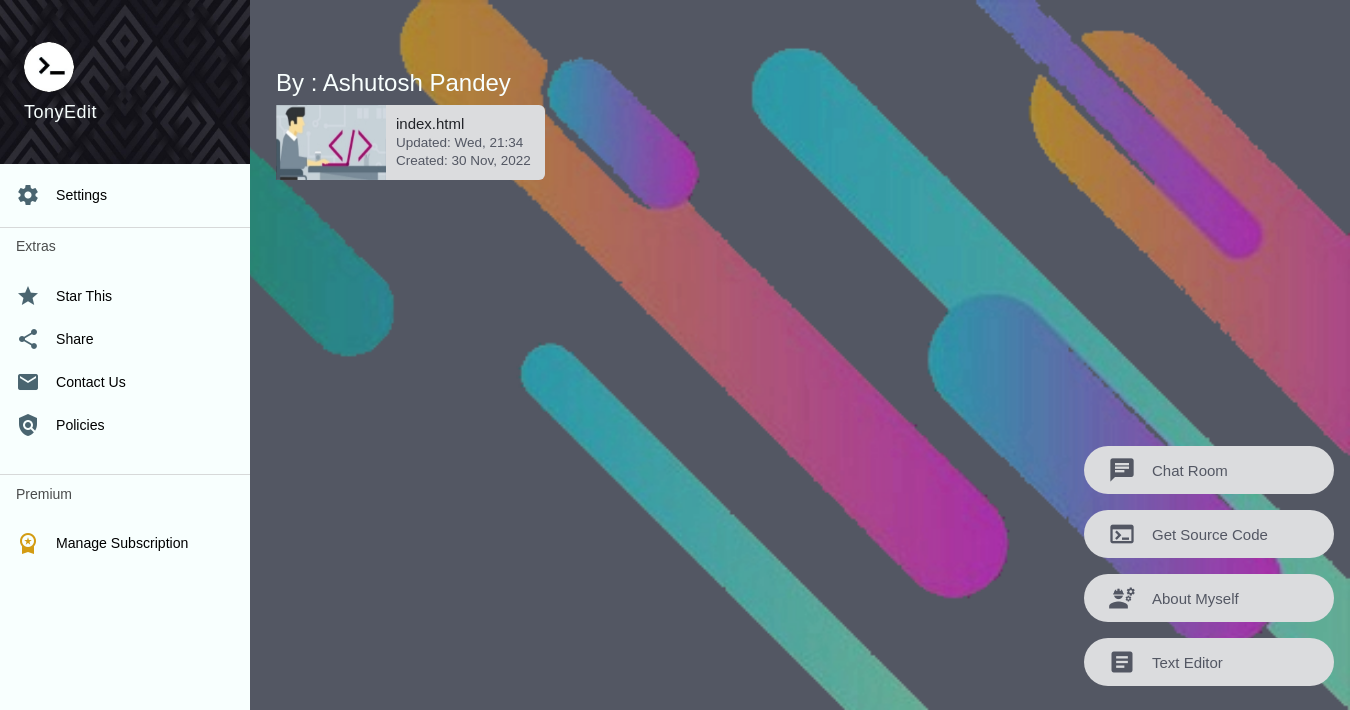 TonyEdit
Settings
Extras
Star This
Share
Contact Us
Policies
Premium
Manage Subscription
By : Ashutosh Pandey
index.html
Updated: Wed, 21:34
Created: 30 Nov, 2022
Chat Room
Get Source Code
About Myself
Text Editor